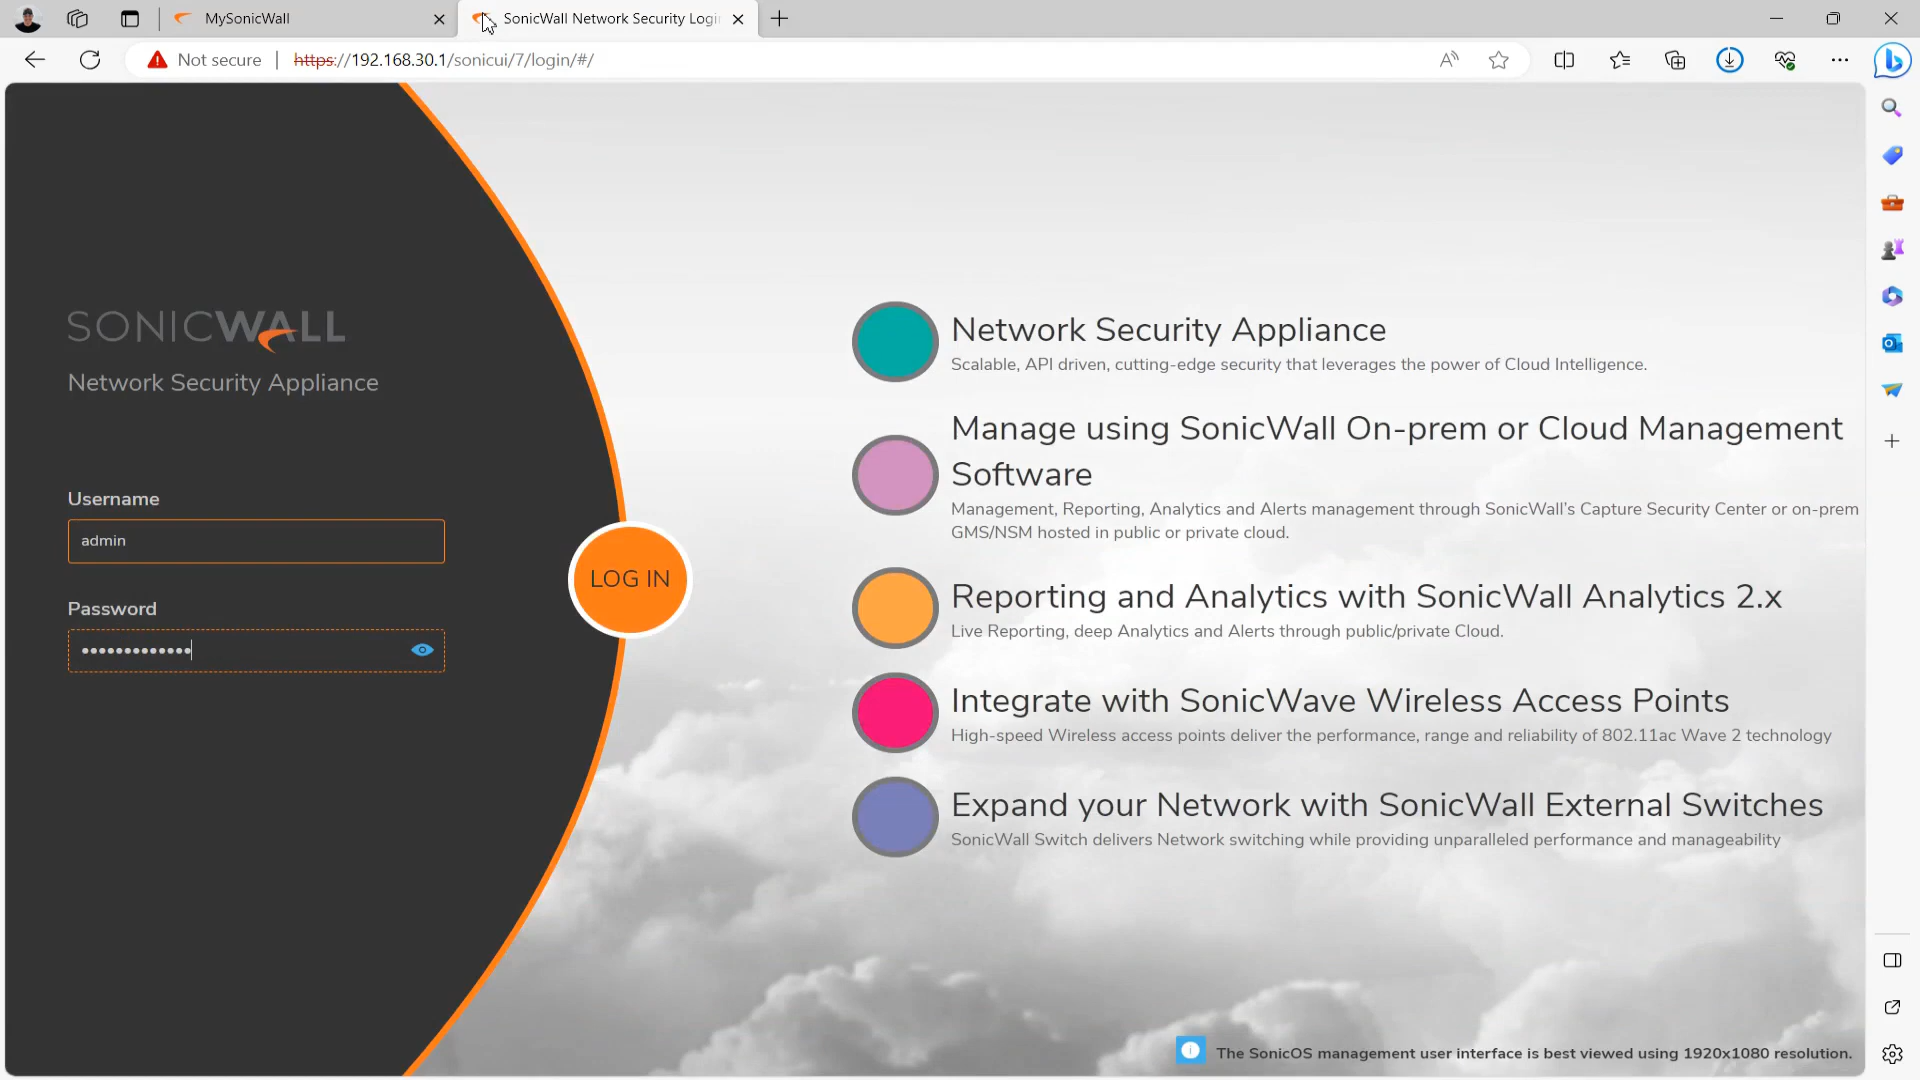 MySonicWall
SonicWall Network Security Login
Not secure
https://192.168.30.1/sonicui/7/login/#/
SONICWALL
Network Security Appliance
Username
admin
Password
LOG IN
Network Security Appliance
Scalable, API driven, cutting-edge security that leverages the power of Cloud Intelligence.
Manage using SonicWall On-prem or Cloud Management
Software
Management, Reporting, Analytics and Alerts management through SonicWall's Capture Security Center or on-prem
GMS/NSM hosted in public or private cloud.
Reporting and Analytics with SonicWall Analytics 2.x
Live Reporting, deep Analytics and Alerts through public/private Cloud.
Integrate with SonicWave Wireless Access Points
High-speed Wireless access points deliver the performance, range and reliability of 802.11ac Wave 2 technology
Expand your Network with SonicWall External Switches
SonicWall Switch delivers Network switching while providing unparalleled performance and manageability
The SonicOS management user interface is best viewed using 1920x1080 resolution.